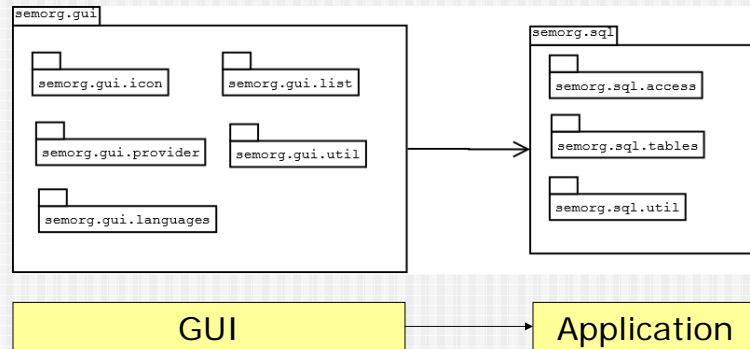 semorg.gui
semorg.sql
semorg.gui.icon
semorg.gui.list
semorg.sql.access
semorg.gui.provider
semorg.gui.util
semorg.sql.tables
semorg.gui.languages
semorg.sql.util
GUI
Application